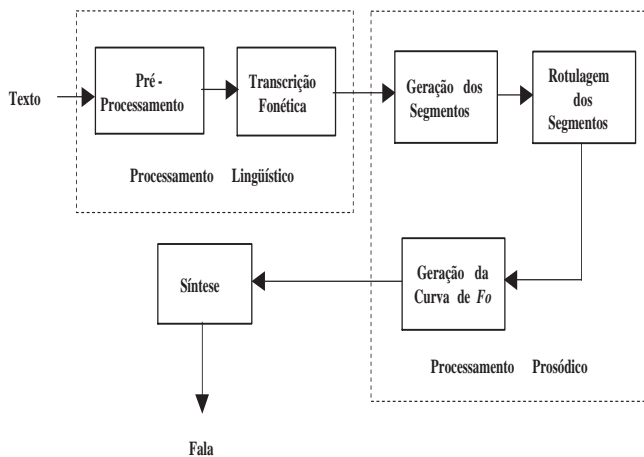 Texto
Pré -
Processamento
Transcrição
Fonética
Processamento Lingüístico
Geração dos
Segmentos
Rotulagem
dos
Segmentos
Geração da
Curva de Fo
Processamento Prosódico
Síntese
Fala